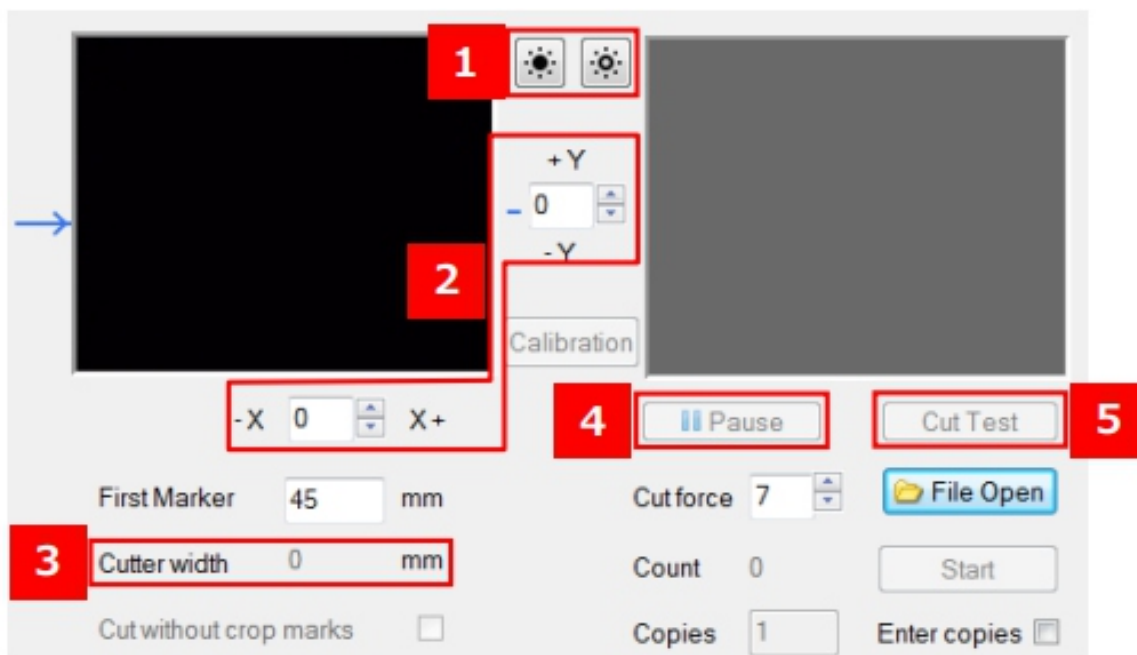 1
+ Y
0
- Y
2
Calibration
- X 0 X +
4 Pause
Cut Test 5
First Marker 45 mm
Cut force 7
File Open
3 Cutter width 0 mm
Count 0
Start
Cut without crop marks
Copies 1
Enter copies